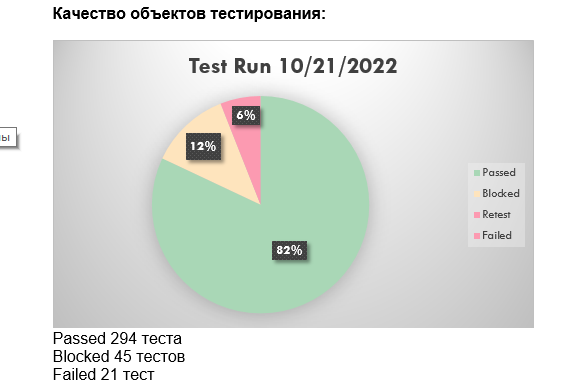 Качество объектов тестирования:
Test Run 10/21/2022
6%
12%
ы
Passed
Blocked
Retest
Failed
82%
Passed 294 теста
Blocked 45 тестов
Failed 21 тест